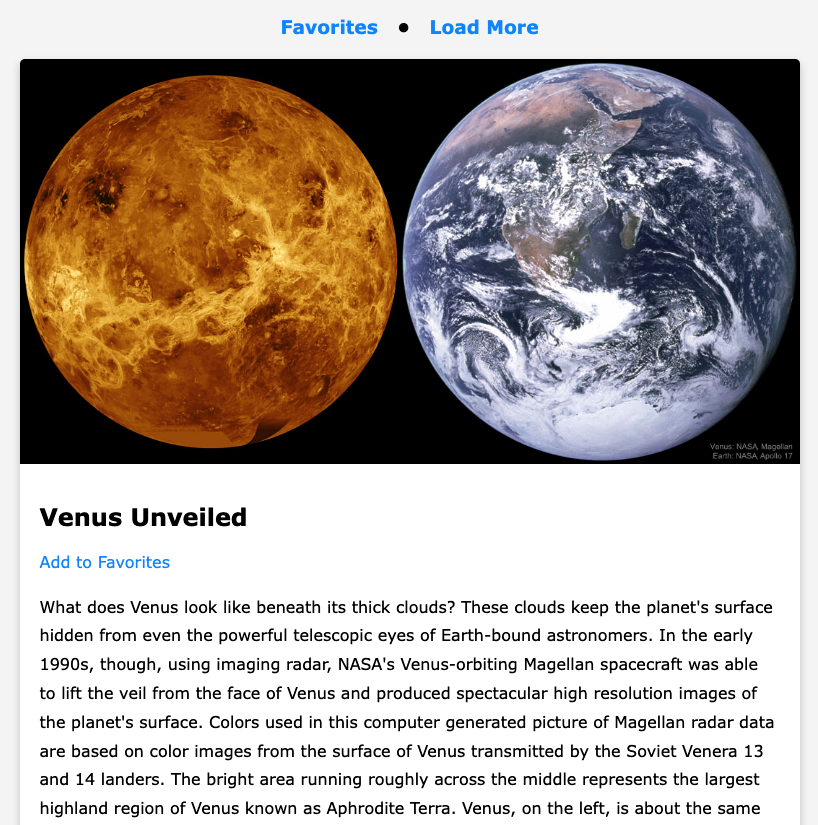 Favorites ● Load More
Venus: NASA, Magellan
Earth: NASA, Apollo 17
Venus Unveiled
Add to Favorites
What does Venus look like beneath its thick clouds? These clouds keep the planet's surface
hidden from even the powerful telescopic eyes of Earth-bound astronomers. In the early
1990s, though, using imaging radar, NASA's Venus-orbiting Magellan spacecraft was able
to lift the veil from the face of Venus and produced spectacular high resolution images of
the planet's surface. Colors used in this computer generated picture of Magellan radar data
are based on color images from the surface of Venus transmitted by the Soviet Venera 13
and 14 landers. The bright area running roughly across the middle represents the largest
highland region of Venus known as Aphrodite Terra. Venus, on the left, is about the same